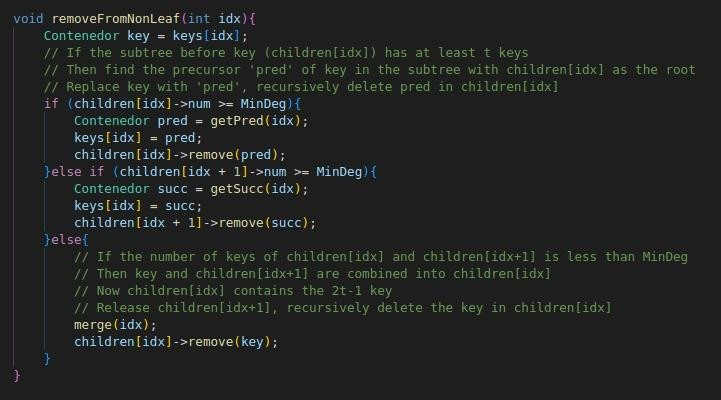 void removeFromNonLeaf(int idx){
    Contenedor key = keys[idx];
    // If the subtree before key (children[idx]) has at least t keys
    // Then find the precursor 'pred' of key in the subtree with children[idx] as the root
    // Replace key with 'pred', recursively delete pred in children[idx]
    if (children[idx]->num >= MinDeg){
        Contenedor pred = getPred(idx);
        keys[idx] = pred;
        children[idx]->remove(pred);
    }else if (children[idx + 1]->num >= MinDeg){
        Contenedor succ = getSucc(idx);
        keys[idx] = succ;
        children[idx + 1]->remove(succ);
    }else{
        // If the number of keys of children[idx] and children[idx+1] is less than MinDeg
        // Then key and children[idx+1] are combined into children[idx]
        // Now children[idx] contains the 2t-1 key
        // Release children[idx+1], recursively delete the key in children[idx]
        merge(idx);
        children[idx]->remove(key);
    }
}